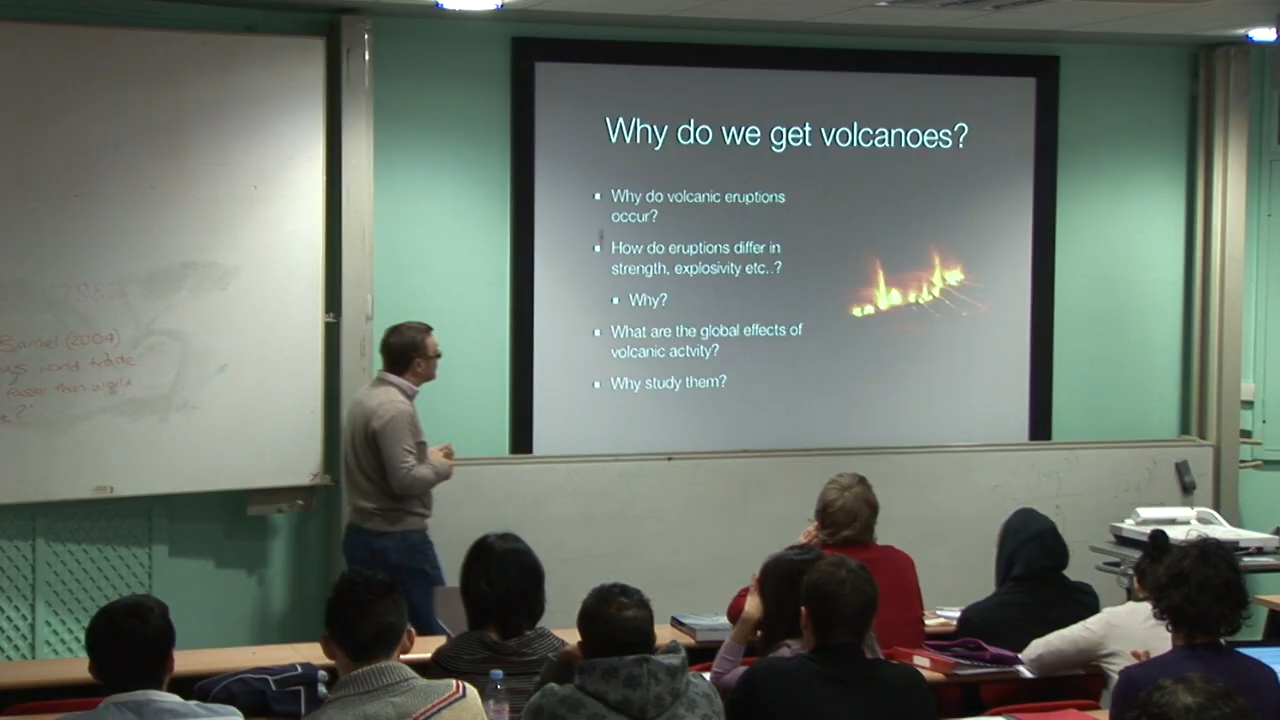 Why do we get volcanoes?
Why do volcanic eruptions
occur?
How do eruptions differ in
strength, explosivity etc..?
Why?
What are the global effects of
volcanic actvity?
Why study them?
(2004)
world trade
faster than world